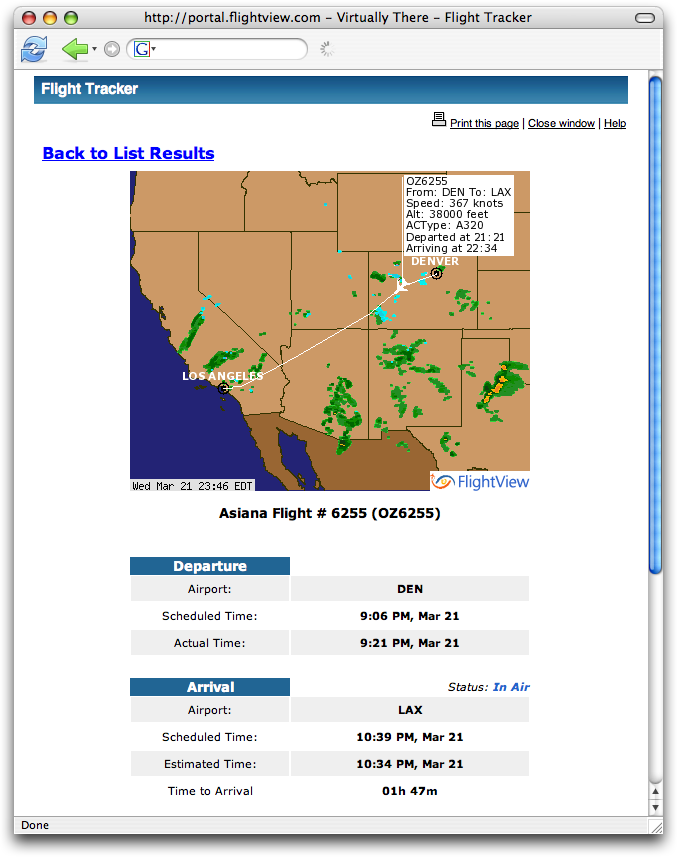 http://portal.flightview.com - Virtually There - Flight Tracker
G
Flight Tracker
Print this page | Close window | Help
Back to List Results
OZ6255
From: DEN To: LAX
Speed: 367 knots
Alt: 38000 feet
ACType: A320
Departed at 21:21
Arriving at 22:34
DENVER
LOS ANGELES
Wed Mar 21 23:46 EDT
FlightView
Asiana Flight # 6255 (OZ6255)
Departure
Airport: DEN
Scheduled Time: 9:06 PM, Mar 21
Actual Time: 9:21 PM, Mar 21
Arrival Status: In Air
Airport: LAX
Scheduled Time: 10:39 PM, Mar 21
Estimated Time: 10:34 PM, Mar 21
Time to Arrival 01h 47m
Done